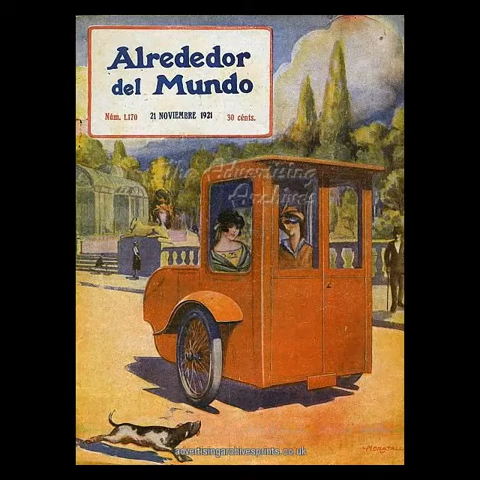 Alrededor
del Mundo
Núm. 1.170 21 NOVIEMBRE 1921 30 cénts.
The Advertising
Archives
advertisingarchiveprints.co.uk